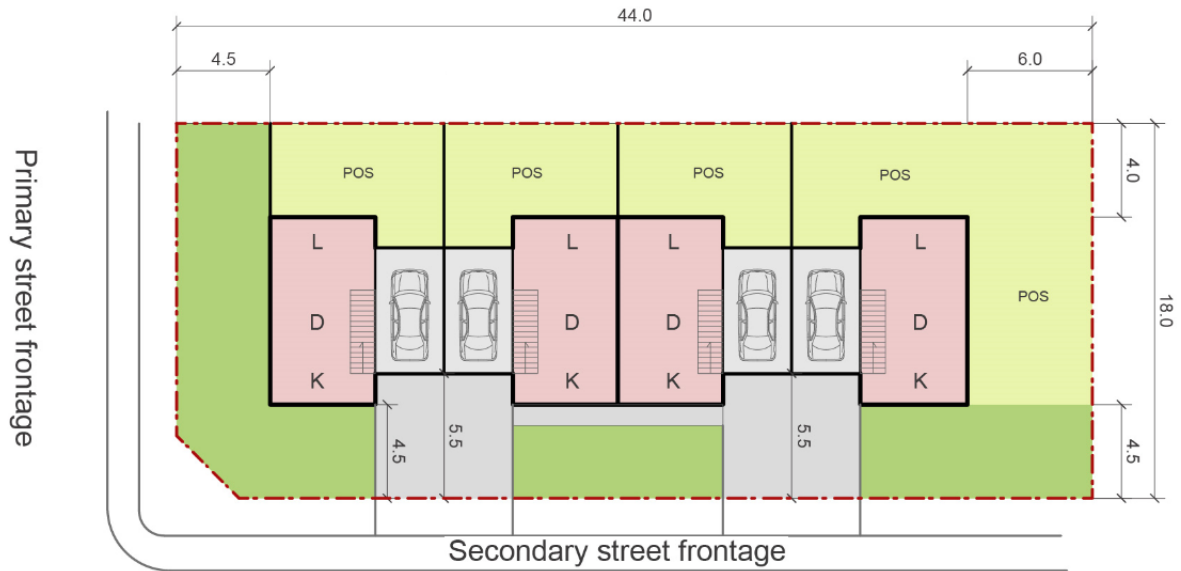 44.0
4.5
6.0
Primary street frontage
POS
POS
POS
POS
4.0
L
L
L
L
18.0
POS
D
D
D
D
K
K
K
K
4.5
5.5
5.5
4.5
Secondary street frontage